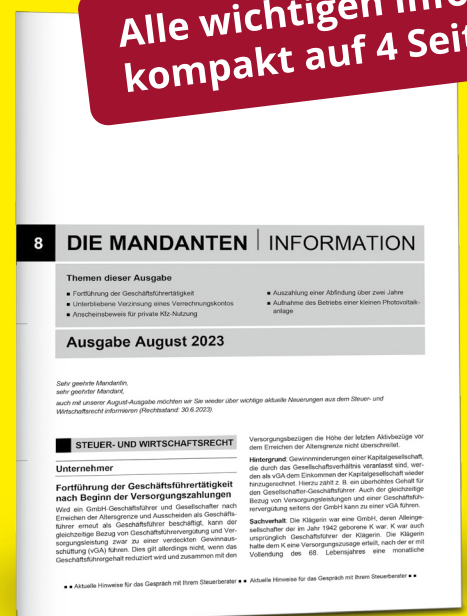 Alle wichtigen
kompakt auf 4
8
DIE MANDANTEN | INFORMATION
Themen dieser Ausgabe
■ Fortführung der Geschäftsführertätigkeit
■ Unterbliebene Verzinsung eines Verrechnungskontos
■ Anscheinsbeweis für private Kfz-Nutzung
■ Auszahlung einer Abfindung über zwei Jahre
■ Aufnahme des Betriebs einer kleinen Photovoltaik-
anlage
Ausgabe August 2023
Sehr geehrte Mandantin,
sehr geehrter Mandant,
auch mit unserer August-Ausgabe möchten wir Sie wieder über wichtige aktuelle Neuerungen aus dem Steuer- und
Wirtschaftsrecht informieren (Rechtsstand: 30.6.2023).
STEUER- UND WIRTSCHAFTSRECHT
Unternehmer
Fortführung der Geschäftsführertätigkeit
nach Beginn der Versorgungszahlungen
Wird ein GmbH-Geschäftsführer und Gesellschafter nach
Erreichen der Altersgrenze und Ausscheiden als Geschäfts-
führer erneut als Geschäftsführer beschäftigt, kann der
gleichzeitige Bezug von Geschäftsführervergütung und Ver-
sorgungsleistung zwar zu einer verdeckten Gewinnaus-
schüttung (vGA) führen. Dies gilt allerdings nicht, wenn das
Geschäftsführergehalt reduziert wird und zusammen mit den
Versorgungsbezügen die Höhe der letzten Aktivbezüge vor
dem Erreichen der Altersgrenze nicht überschreitet.
Hintergrund: Gewinnminderungen einer Kapitalgesellschaft,
die durch das Gesellschaftsverhältnis veranlasst sind, wer-
den als vGA dem Einkommen der Kapitalgesellschaft wieder
hinzugerechnet. Hierzu zählt z. B. ein überhöhtes Gehalt für
den Gesellschafter-Geschäftsführer. Auch der gleichzeitige
Bezug von Versorgungsleistungen und einer Geschäftsfüh-
rervergütung seitens der GmbH kann zu einer vGA führen.
Sachverhalt: Die Klägerin war eine GmbH, deren Alleinge-
sellschafter der im Jahr 1942 geborene K war. K war auch
ursprünglich Geschäftsführer der Klägerin. Die Klägerin
hatte dem K eine Versorgungszusage erteilt, nach der er mit
Vollendung des 68. Lebensjahres eine monatliche
■ ■ Aktuelle Hinweise für das Gespräch mit Ihrem Steuerberater ■ ■ Aktuelle Hinweise für das Gespräch mit Ihrem Steuerberater ■ ■